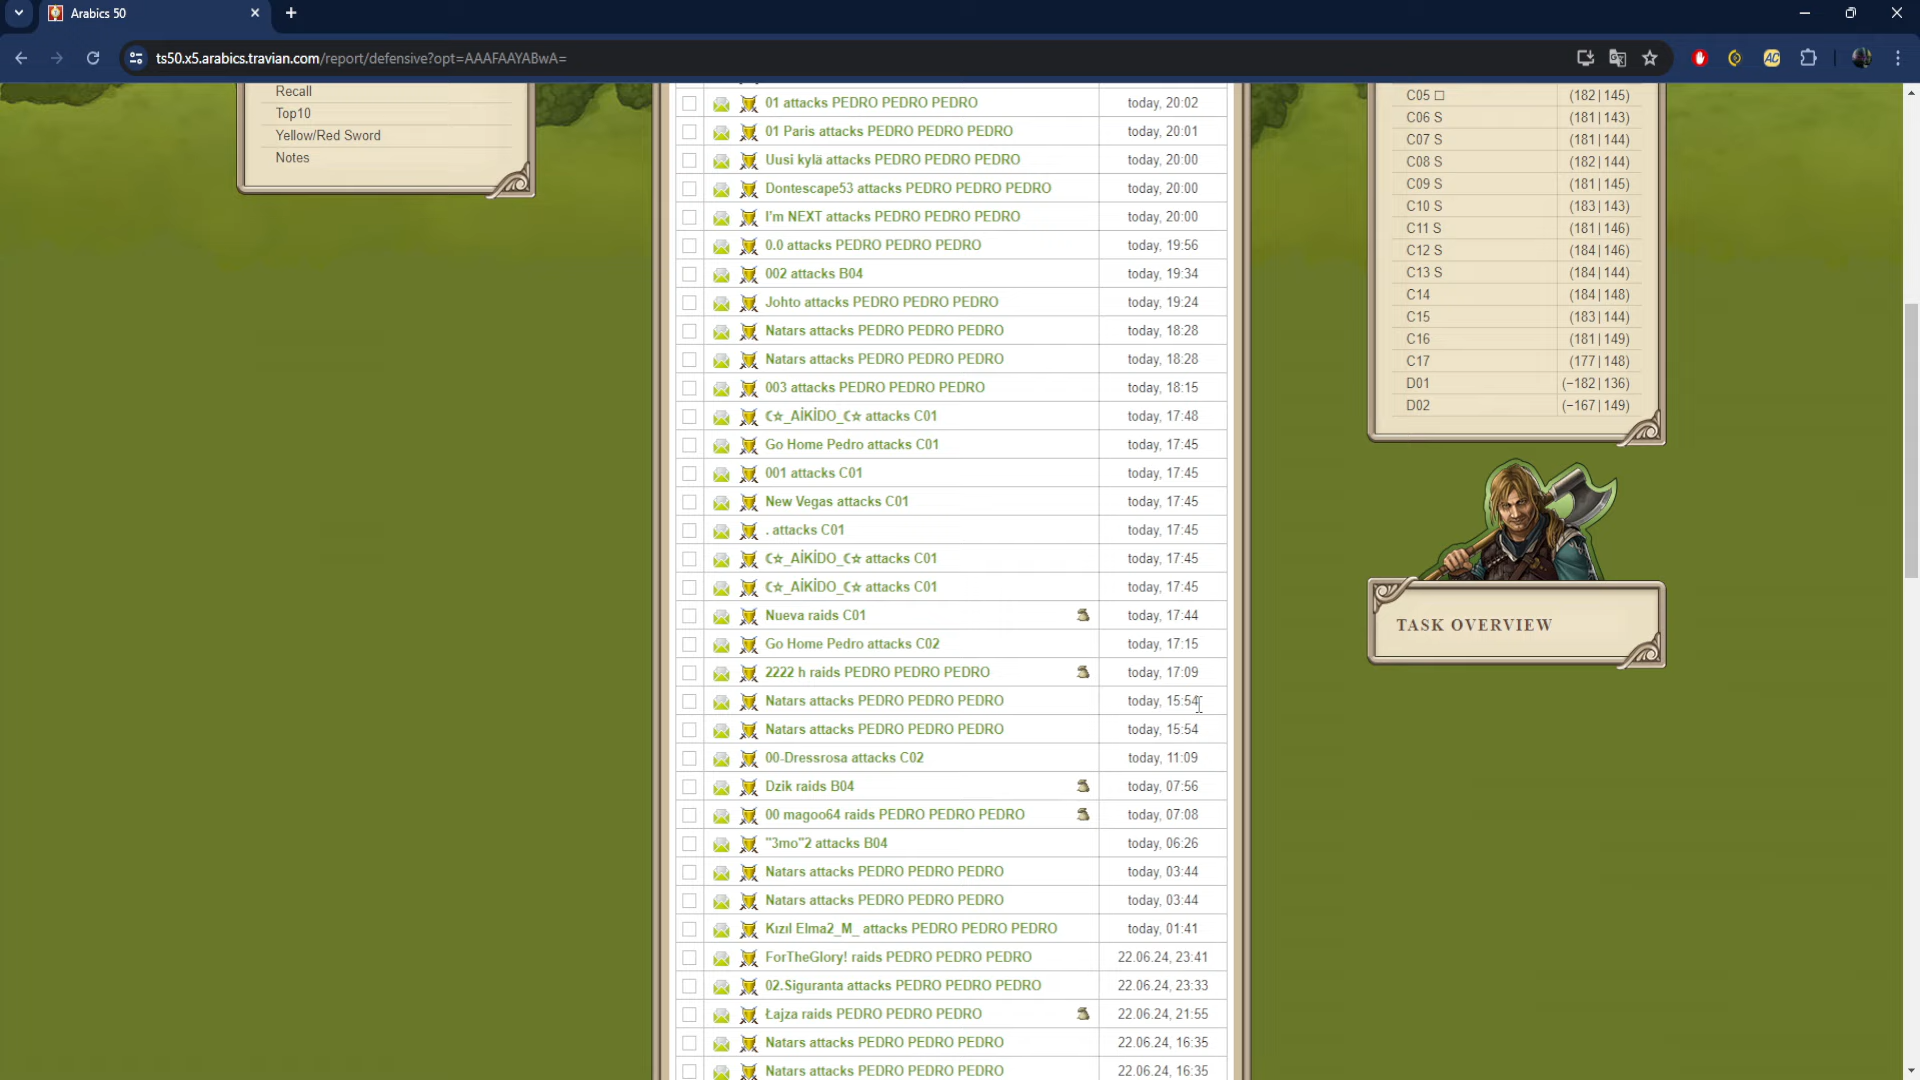 Arabics 50
ts50.x5.arabics.travian.com/report/defensive?opt=AAAFAAYABwA=
Recall
Top10
Yellow/Red Sword
Notes
01 attacks PEDRO PEDRO PEDRO today, 20:02
01 Paris attacks PEDRO PEDRO PEDRO today, 20:01
Uusi kylä attacks PEDRO PEDRO PEDRO today, 20:00
Dontescape53 attacks PEDRO PEDRO PEDRO today, 20:00
I'm NEXT attacks PEDRO PEDRO PEDRO today, 20:00
0.0 attacks PEDRO PEDRO PEDRO today, 19:56
002 attacks B04 today, 19:34
Johto attacks PEDRO PEDRO PEDRO today, 19:24
Natars attacks PEDRO PEDRO PEDRO today, 18:28
Natars attacks PEDRO PEDRO PEDRO today, 18:28
003 attacks PEDRO PEDRO PEDRO today, 18:15
☾☆_AİKİDO_☾☆ attacks C01 today, 17:48
Go Home Pedro attacks C01 today, 17:45
001 attacks C01 today, 17:45
New Vegas attacks C01 today, 17:45
. attacks C01 today, 17:45
☾☆_AİKİDO_☾☆ attacks C01 today, 17:45
☾☆_AİKİDO_☾☆ attacks C01 today, 17:45
Nueva raids C01 today, 17:44
Go Home Pedro attacks C02 today, 17:15
2222 h raids PEDRO PEDRO PEDRO today, 17:09
Natars attacks PEDRO PEDRO PEDRO today, 15:54
Natars attacks PEDRO PEDRO PEDRO today, 15:54
00-Dressrosa attacks C02 today, 11:09
Dzik raids B04 today, 07:56
00 magoo64 raids PEDRO PEDRO PEDRO today, 07:08
"3mo"2 attacks B04 today, 06:26
Natars attacks PEDRO PEDRO PEDRO today, 03:44
Natars attacks PEDRO PEDRO PEDRO today, 03:44
Kızıl Elma2_M_ attacks PEDRO PEDRO PEDRO today, 01:41
ForTheGlory! raids PEDRO PEDRO PEDRO 22.06.24, 23:41
02.Siguranta attacks PEDRO PEDRO PEDRO 22.06.24, 23:33
Łajza raids PEDRO PEDRO PEDRO 22.06.24, 21:55
Natars attacks PEDRO PEDRO PEDRO 22.06.24, 16:35
Natars attacks PEDRO PEDRO PEDRO 22.06.24, 16:35
C05 □ (182|145)
C06 S (181|143)
C07 S (181|144)
C08 S (182|144)
C09 S (181|145)
C10 S (183|143)
C11 S (181|146)
C12 S (184|146)
C13 S (184|144)
C14 (184|148)
C15 (183|144)
C16 (181|149)
C17 (177|148)
D01 (−182|136)
D02 (−167|149)
TASK OVERVIEW